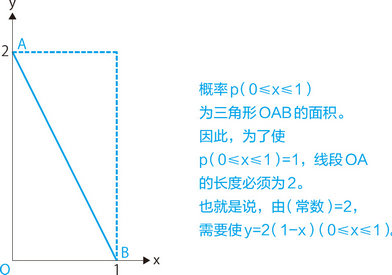 y
2
A
B
O
1
x
概率p(0≤x≤1)
为三角形OAB的面积。
因此，为了使
p(0≤x≤1)=1，线段OA
的长度必须为2。
也就是说，由(常数)=2，
需要使y=2(1-x)(0≤x≤1)。